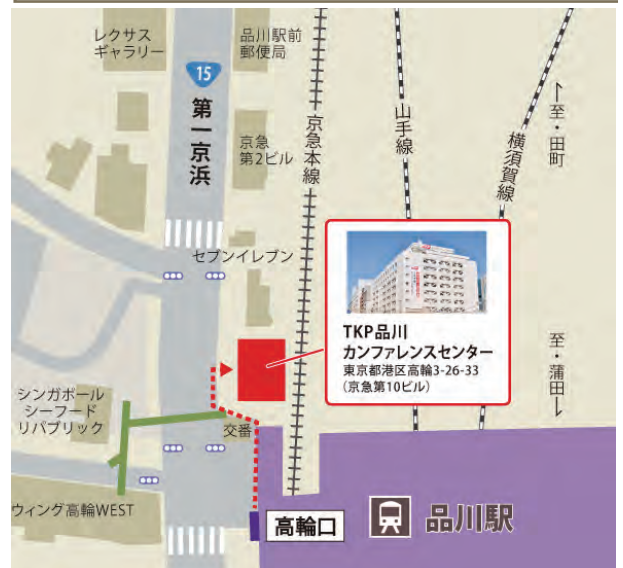 レクサス
ギャラリー
品川駅前
郵便局
15
第一京浜
京急
第2ビル
京急本線
山手線
横須賀線
至・田町
セブンイレブン
TKP品川
カンファレンスセンター
東京都港区高輪3-26-33
(京急第10ビル)
至・蒲田
シンガポール
シーフード
リパブリック
交番
ウィング高輪WEST
高輪口
品川駅